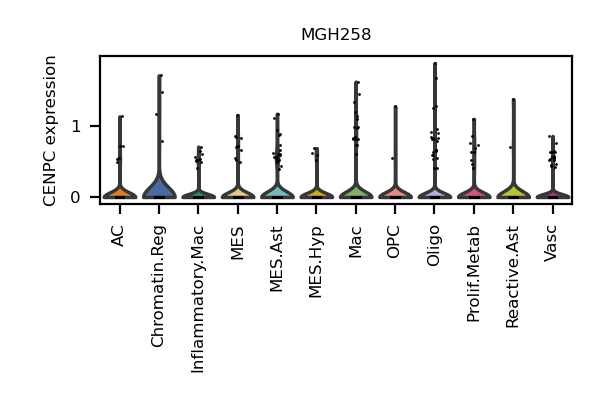 MGH258
CENPC expression
1
0
AC
Chromatin.Reg
Inflammatory.Mac
MES
MES.Ast
MES.Hyp
Mac
OPC
Oligo
Prolif.Metab
Reactive.Ast
Vasc